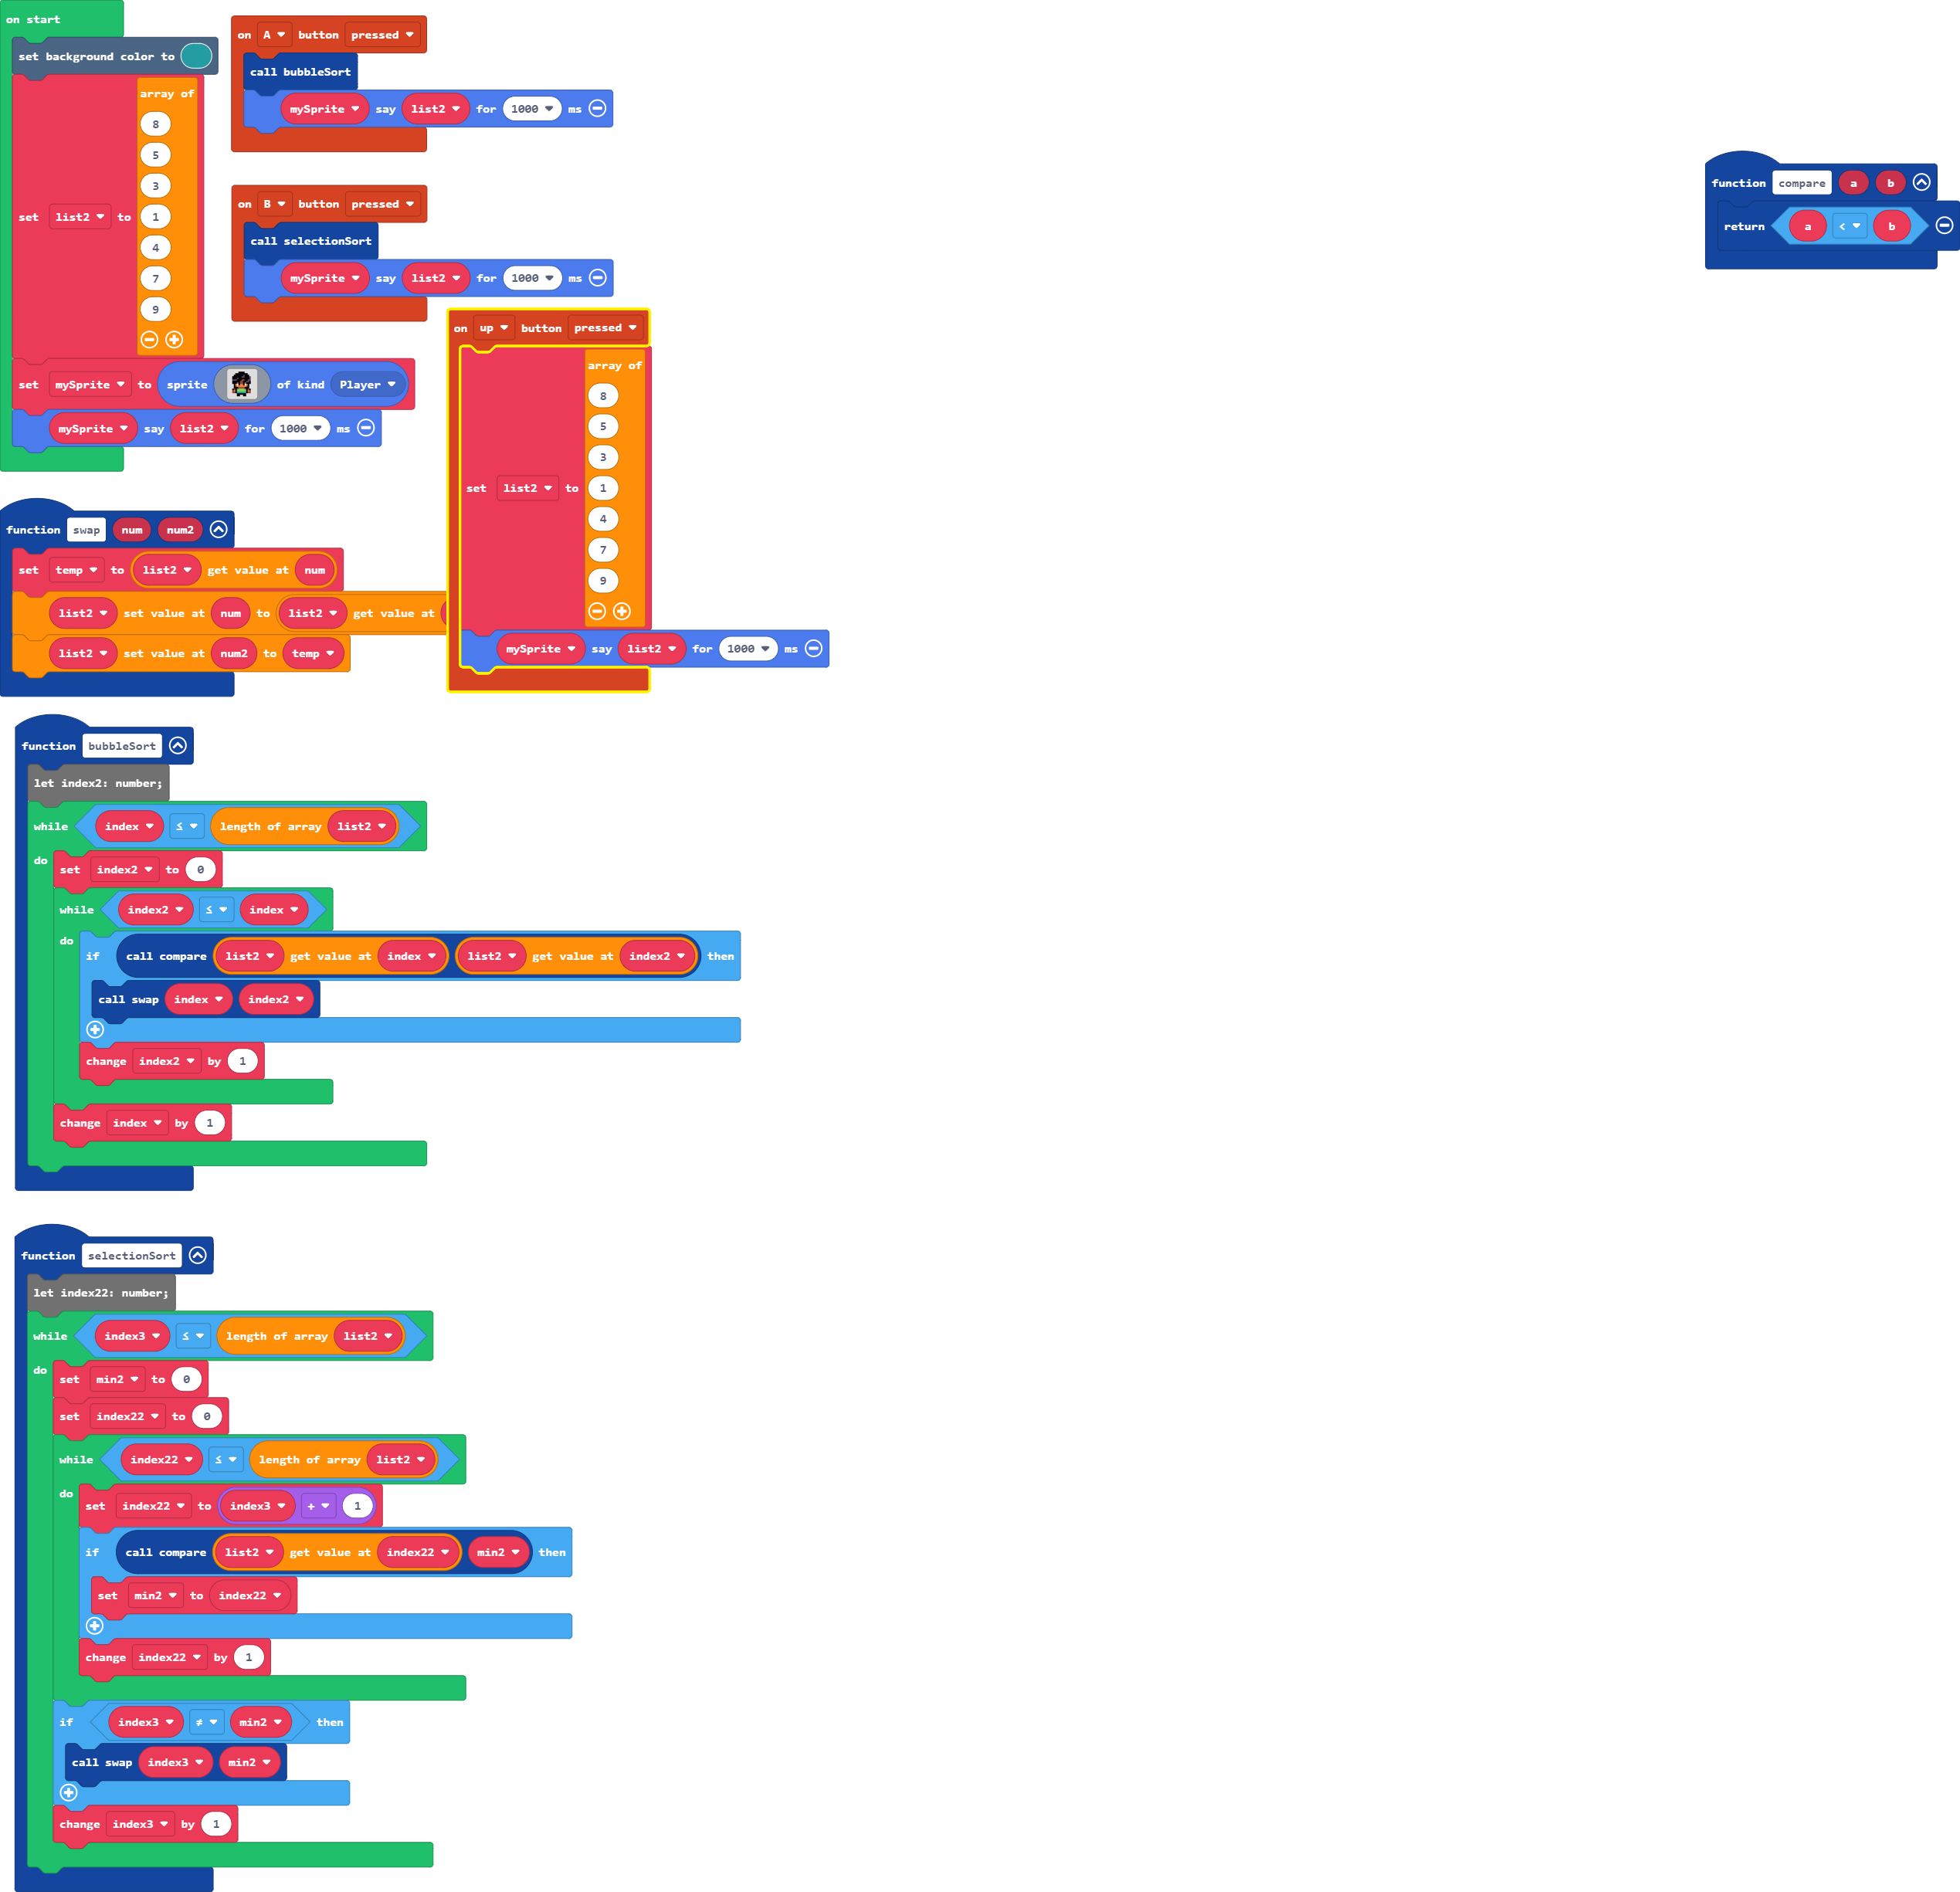 on start
set background color to
set list2 to array of
8
5
3
1
4
7
9
set mySprite to sprite of kind Player
mySprite say list2 for 1000 ms
on A button pressed
call bubbleSort
mySprite say list2 for 1000 ms
on B button pressed
call selectionSort
mySprite say list2 for 1000 ms
on up button pressed
set list2 to array of
8
5
3
1
4
7
9
mySprite say list2 for 1000 ms
function compare a b
return a < b
function swap num num2
set temp to list2 get value at num
list2 set value at num to list2 get value at
list2 set value at num2 to temp
function bubbleSort
let index2: number;
while index ≤ length of array list2
do
set index2 to 0
while index2 ≤ index
do
if call compare list2 get value at index list2 get value at index2 then
call swap index index2
change index2 by 1
change index by 1
function selectionSort
let index22: number;
while index3 ≤ length of array list2
do
set min2 to 0
set index22 to 0
while index22 ≤ length of array list2
do
set index22 to index3 + 1
if call compare list2 get value at index22 min2 then
set min2 to index22
change index22 by 1
if index3 ≠ min2 then
call swap index3 min2
change index3 by 1